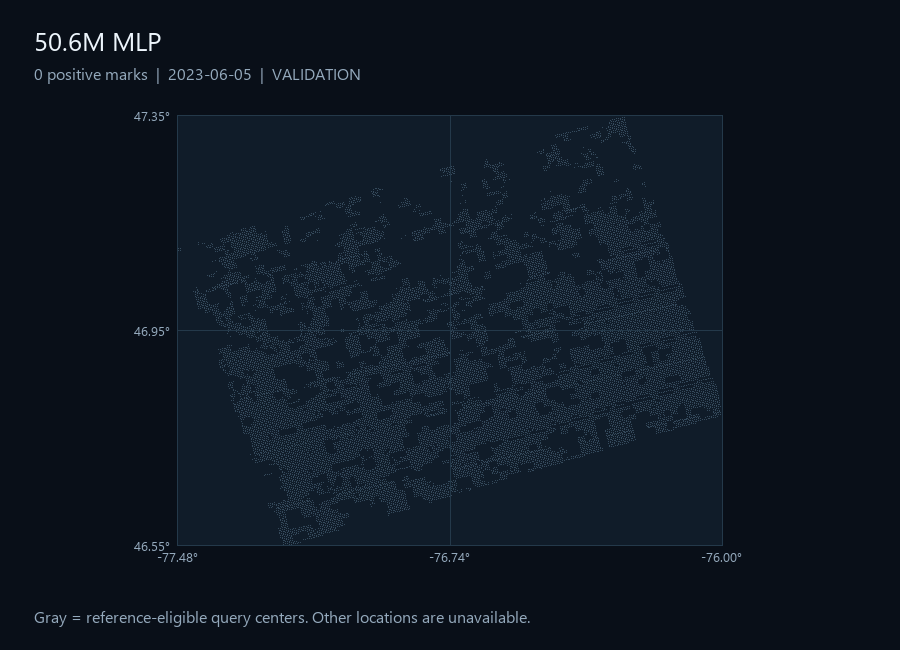 50.6M MLP
0 positive marks | 2023-06-05 | VALIDATION
47.35°
46.95°
46.55°
-77.48°
-76.74°
-76.00°
Gray = reference-eligible query centers. Other locations are unavailable.